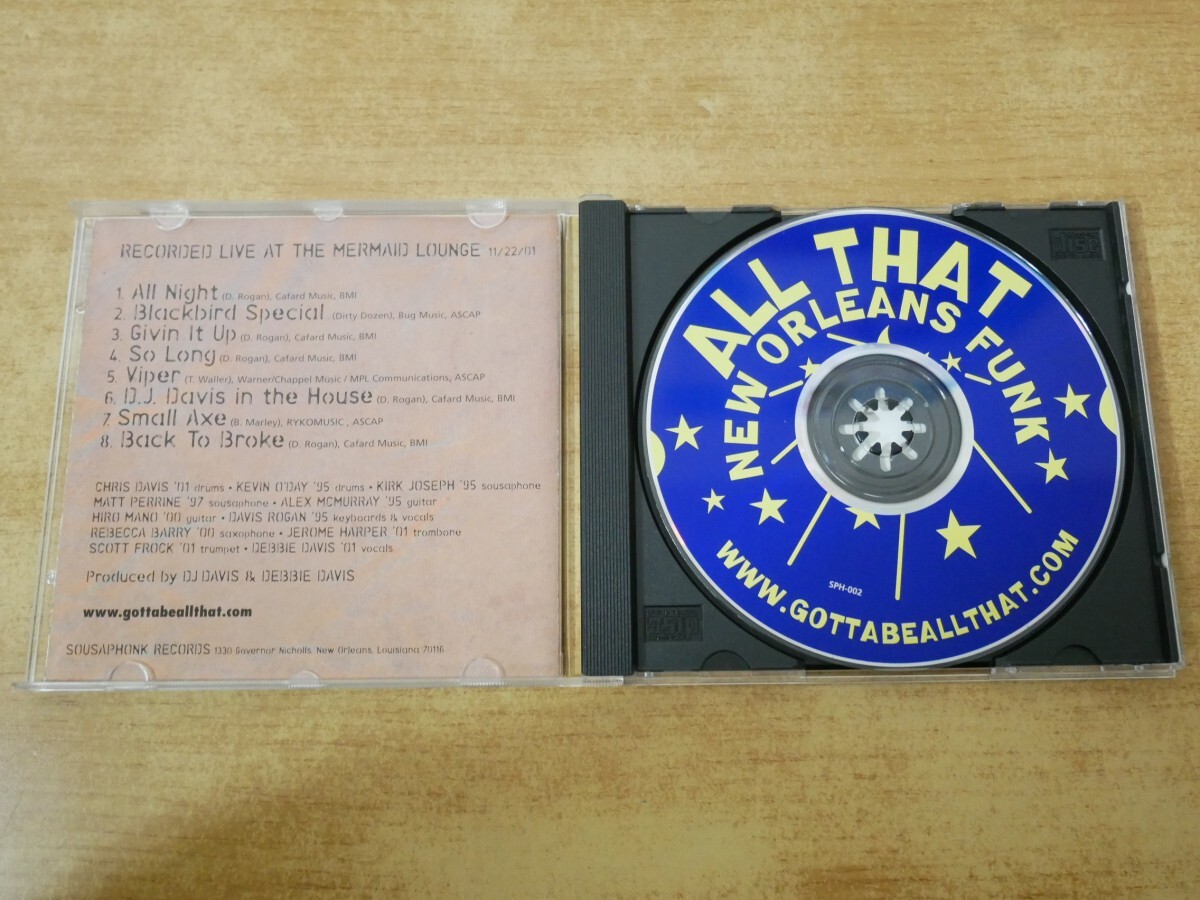 RECORDED LIVE AT THE MERMAID LOUNGE 11/22/01
1. All Night (D. Rogan), Cafard Music, BMI
2. Blackbird Special (Dirty Dozen), Bug Music, ASCAP
3. Givin It Up (D. Rogan), Cafard Music, BMI
4. So Long (D. Rogan), Cafard Music, BMI
5. Viper (T. Waller), Warner/Chappel Music / MPL Communications, ASCAP
6. D.J. Davis in the House (D. Rogan), Cafard Music, BMI
7. Small Axe (B. Marley), RYKOMUSIC , ASCAP
8. Back To Broke (D. Rogan), Cafard Music, BMI
CHRIS DAVIS '01 drums • KEVIN O'DAY '95 drums • KIRK JOSEPH '95 sousaphone
MATT PERRINE '97 sousaphone • ALEX MCMURRAY '95 guitar
HIRO MANO '00 guitar • DAVIS ROGAN '95 keyboards & vocals
REBECCA BARRY '00 saxophone • JEROME HARPER '01 trombone
SCOTT FROCK '01 trumpet • DEBBIE DAVIS '01 vocals
Produced by DJ DAVIS & DEBBIE DAVIS
www.gottabeallthat.com
SOUSAPHONK RECORDS 1330 Governor Nicholls, New Orleans, Louisiana 70116
ALL THAT
NEW ORLEANS FUNK
SPH-002
WWW.GOTTABEALLTHAT.COM